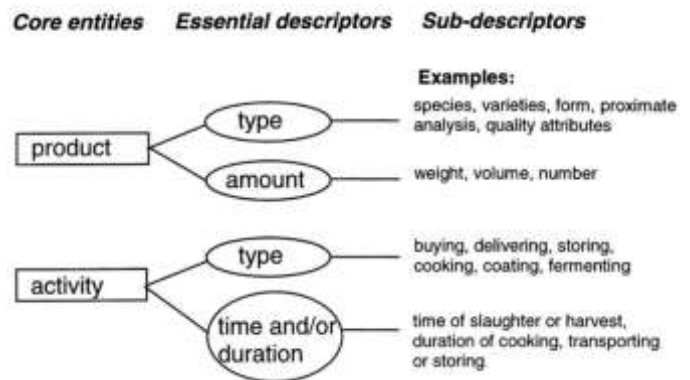 Core entities Essential descriptors Sub-descriptors
Examples:
type
species, varieties, form, proximate
analysis, quality attributes
product
amount
weight, volume, number
type
buying, delivering, storing,
cooking, coating, fermenting
activity
time and/or
duration
time of slaughter or harvest,
duration of cooking, transporting
or storing